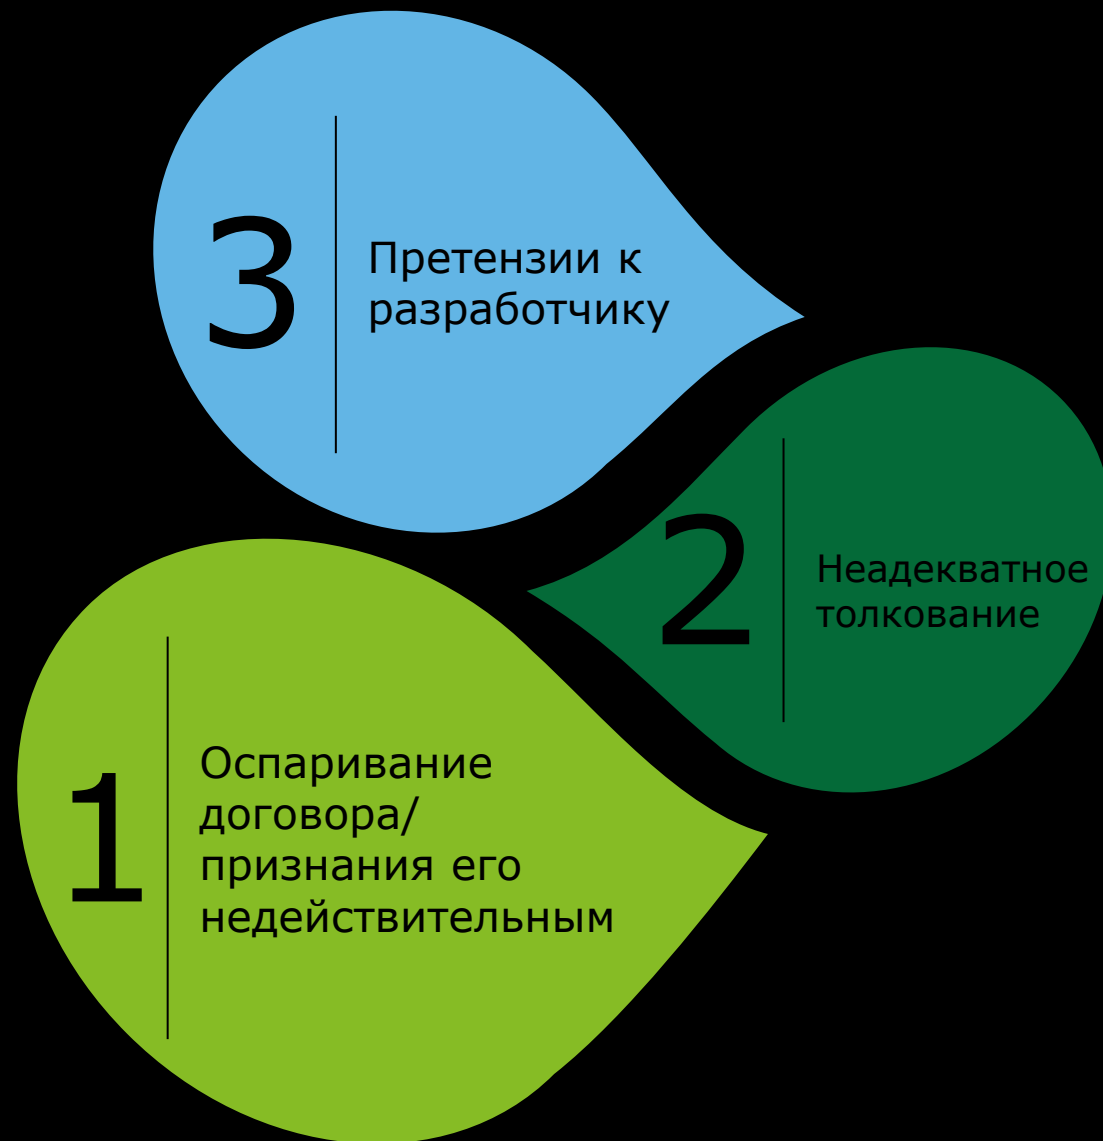 3
Претензии к
разработчику
2
Неадекватное
толкование
1
Оспаривание
договора/
признания его
недействительным